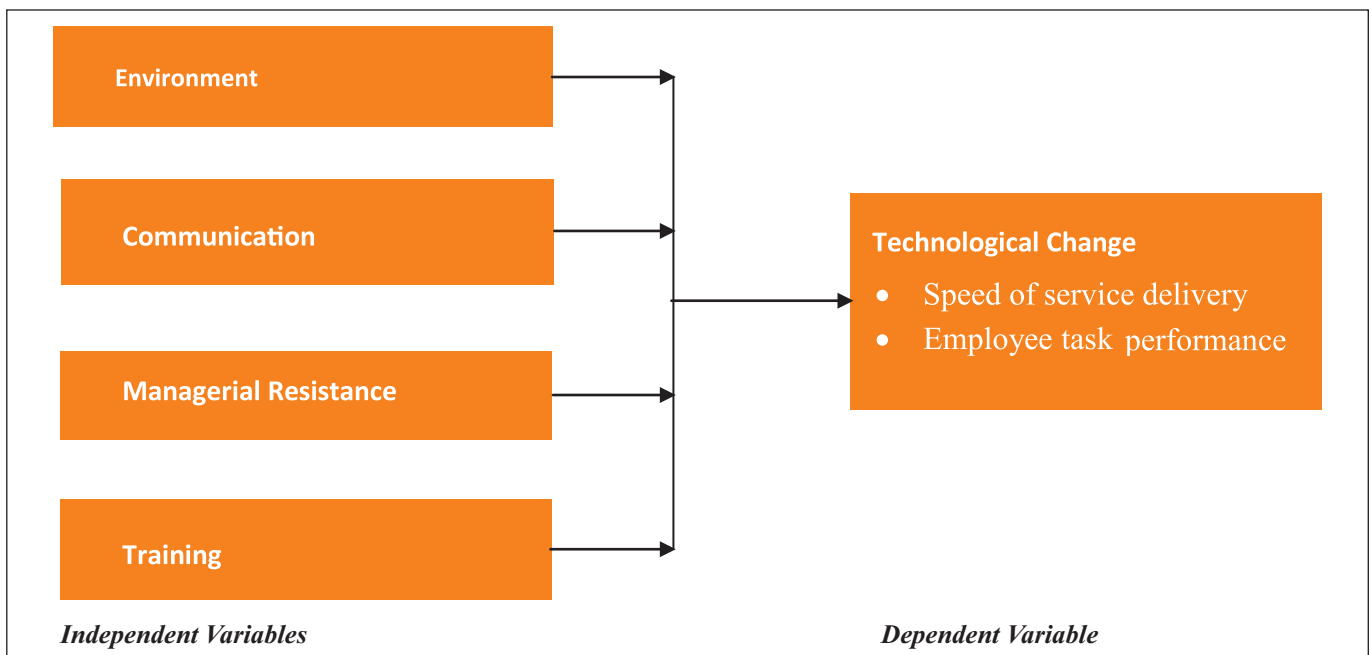 Environment
Communication
Managerial Resistance
Training
Independent Variables
Technological Change
• Speed of service delivery
• Employee task performance
Dependent Variable